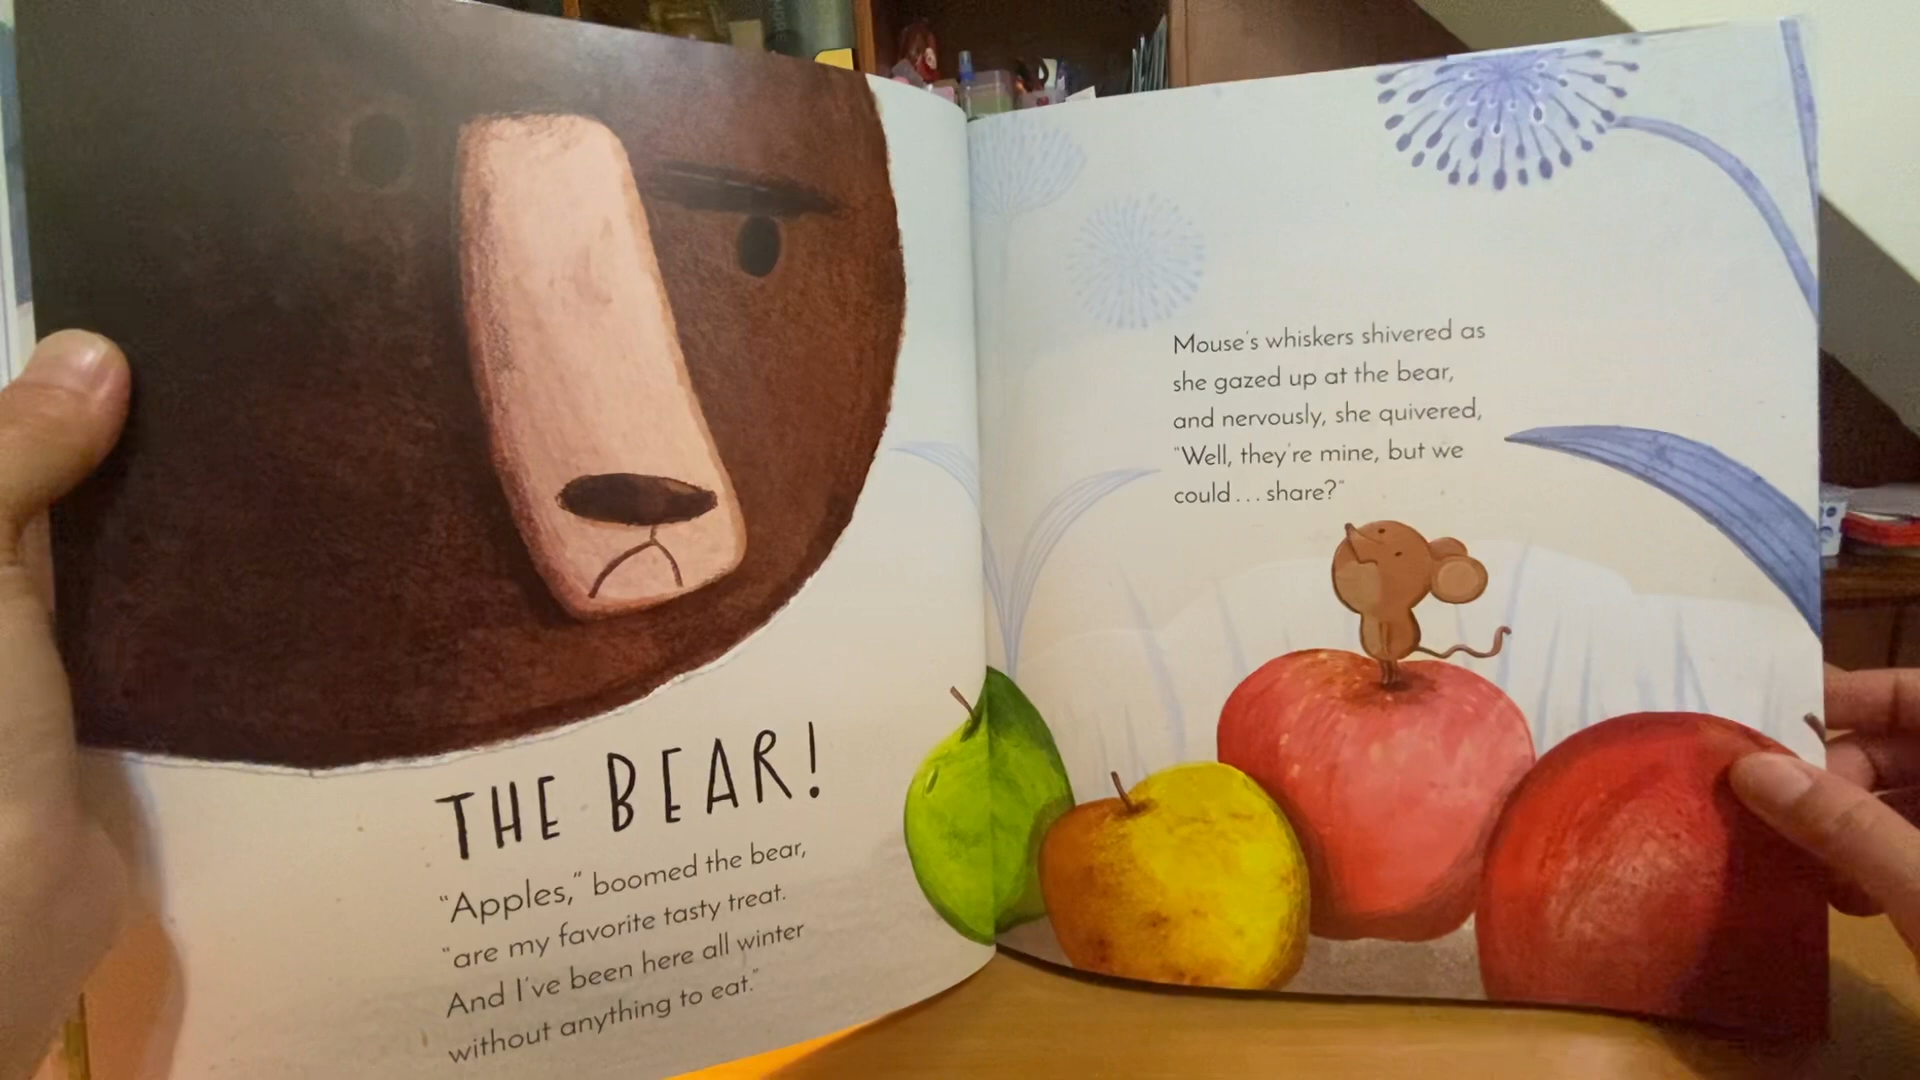 THE BEAR!
“Apples,” boomed the bear,
“are my favorite tasty treat.
And I've been here all winter
without anything to eat.”
Mouse's whiskers shivered as
she gazed up at the bear,
and nervously, she quivered,
“Well, they're mine, but we
could . . . share?”